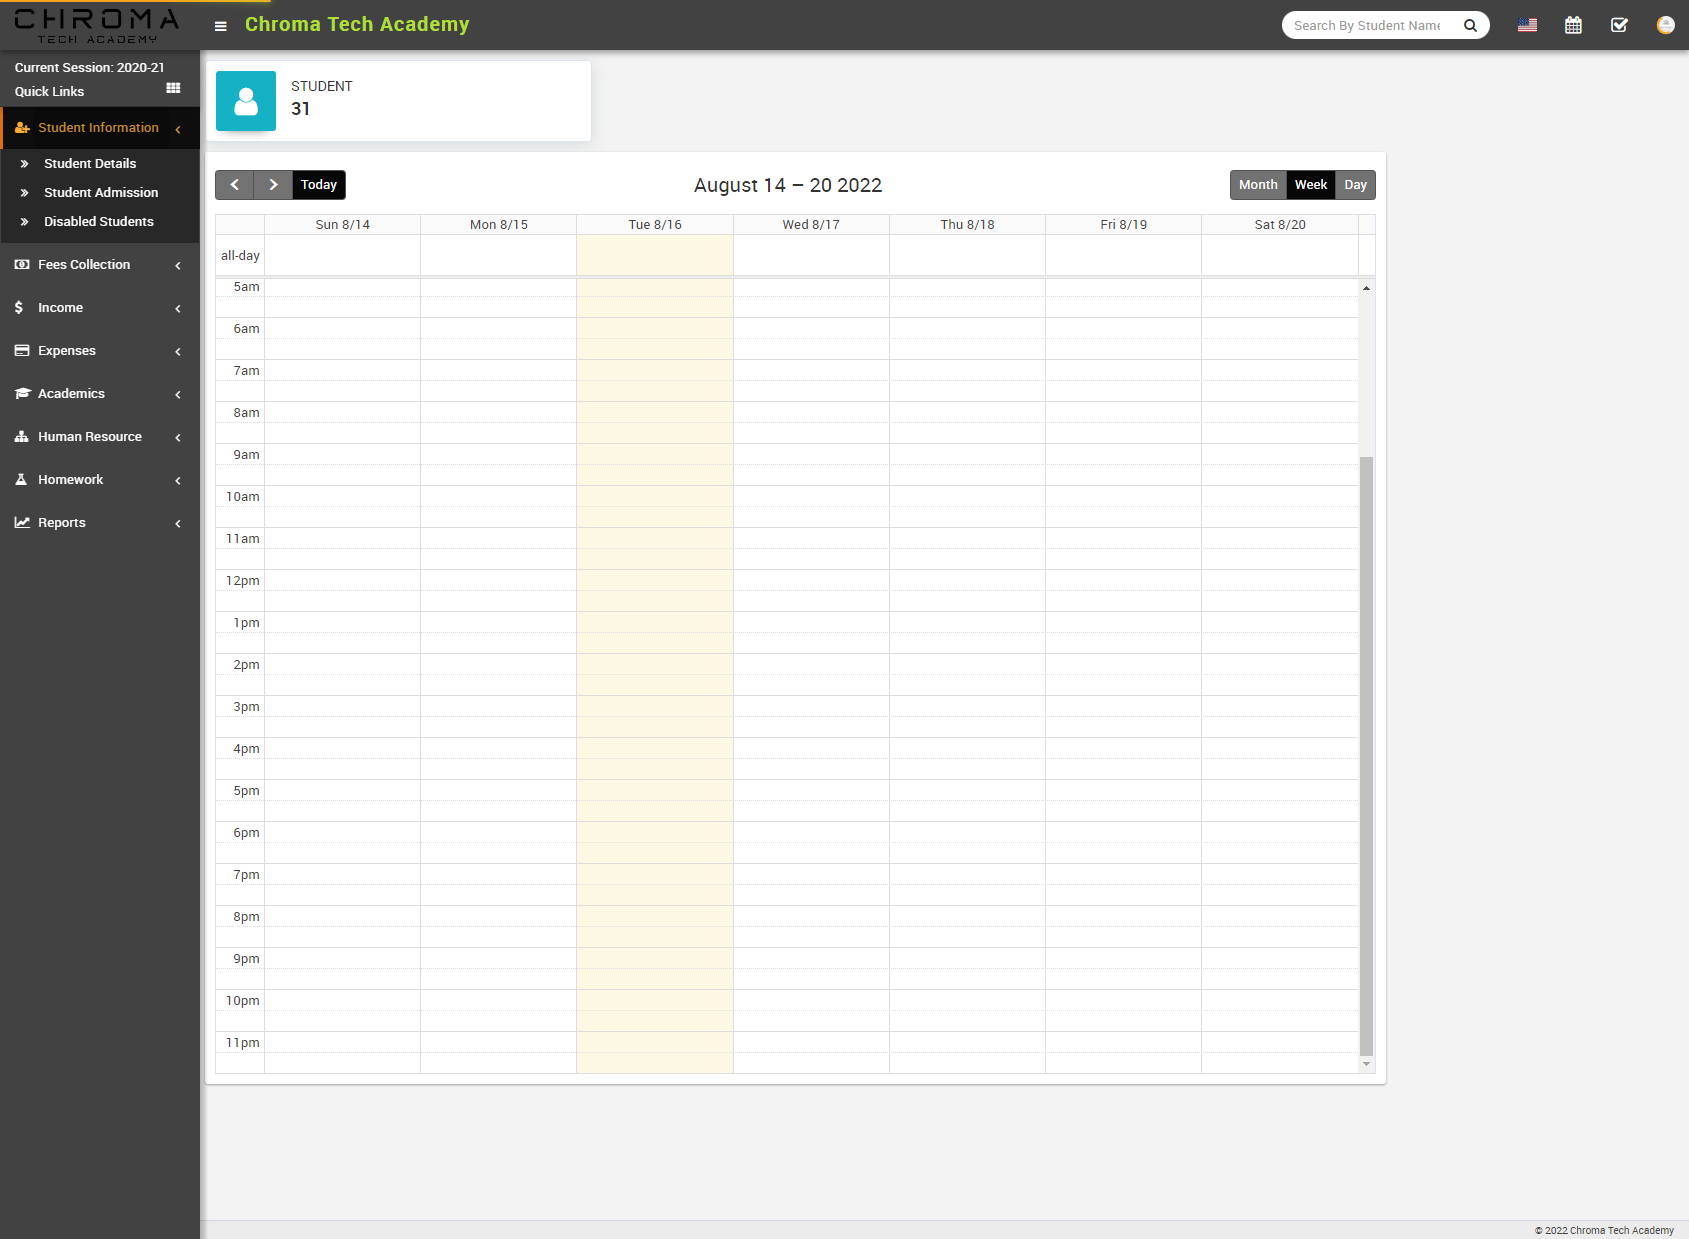 CHROMA
TECH ACADEMY
Chroma Tech Academy
Search By Student Name
Current Session: 2020-21
Quick Links
Student Information
Student Details
Student Admission
Disabled Students
Fees Collection
Income
Expenses
Academics
Human Resource
Homework
Reports
STUDENT
31
Today
August 14 – 20 2022
Month Week Day
Sun 8/14 Mon 8/15 Tue 8/16 Wed 8/17 Thu 8/18 Fri 8/19 Sat 8/20
all-day
5am
6am
7am
8am
9am
10am
11am
12pm
1pm
2pm
3pm
4pm
5pm
6pm
7pm
8pm
9pm
10pm
11pm
© 2022 Chroma Tech Academy